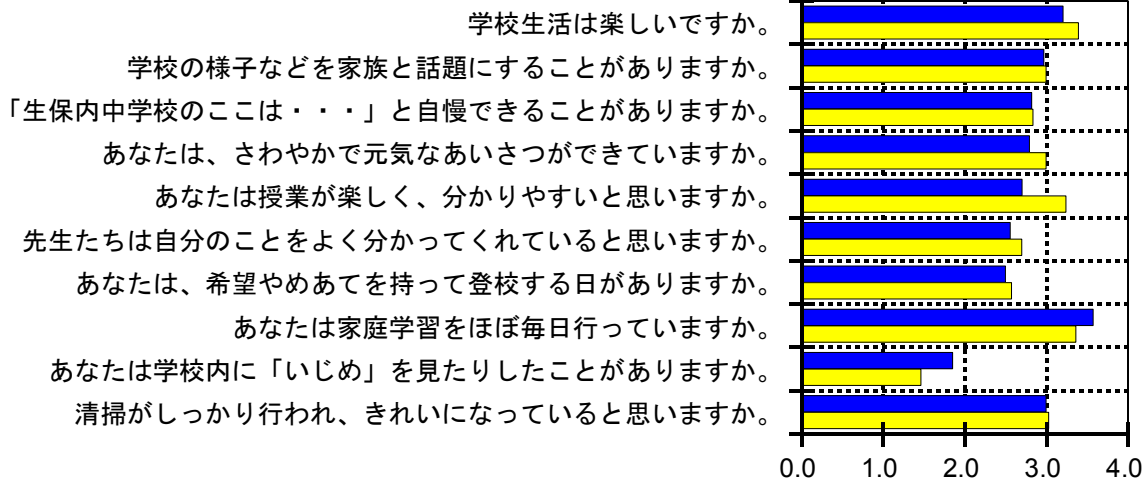 学校生活は楽しいですか。
学校の様子などを家族と話題にすることがありますか。
「生保内中学校のここは・・・」と自慢できることがありますか。
あなたは、さわやかで元気なあいさつができていますか。
あなたは授業が楽しく、分かりやすいと思いますか。
先生たちは自分のことをよく分かってくれていると思いますか。
あなたは、希望やめあてを持って登校する日がありますか。
あなたは家庭学習をほぼ毎日行っていますか。
あなたは学校内に「いじめ」を見たりしたことがありますか。
清掃がしっかり行われ、きれいになっていると思いますか。
0.0 1.0 2.0 3.0 4.0